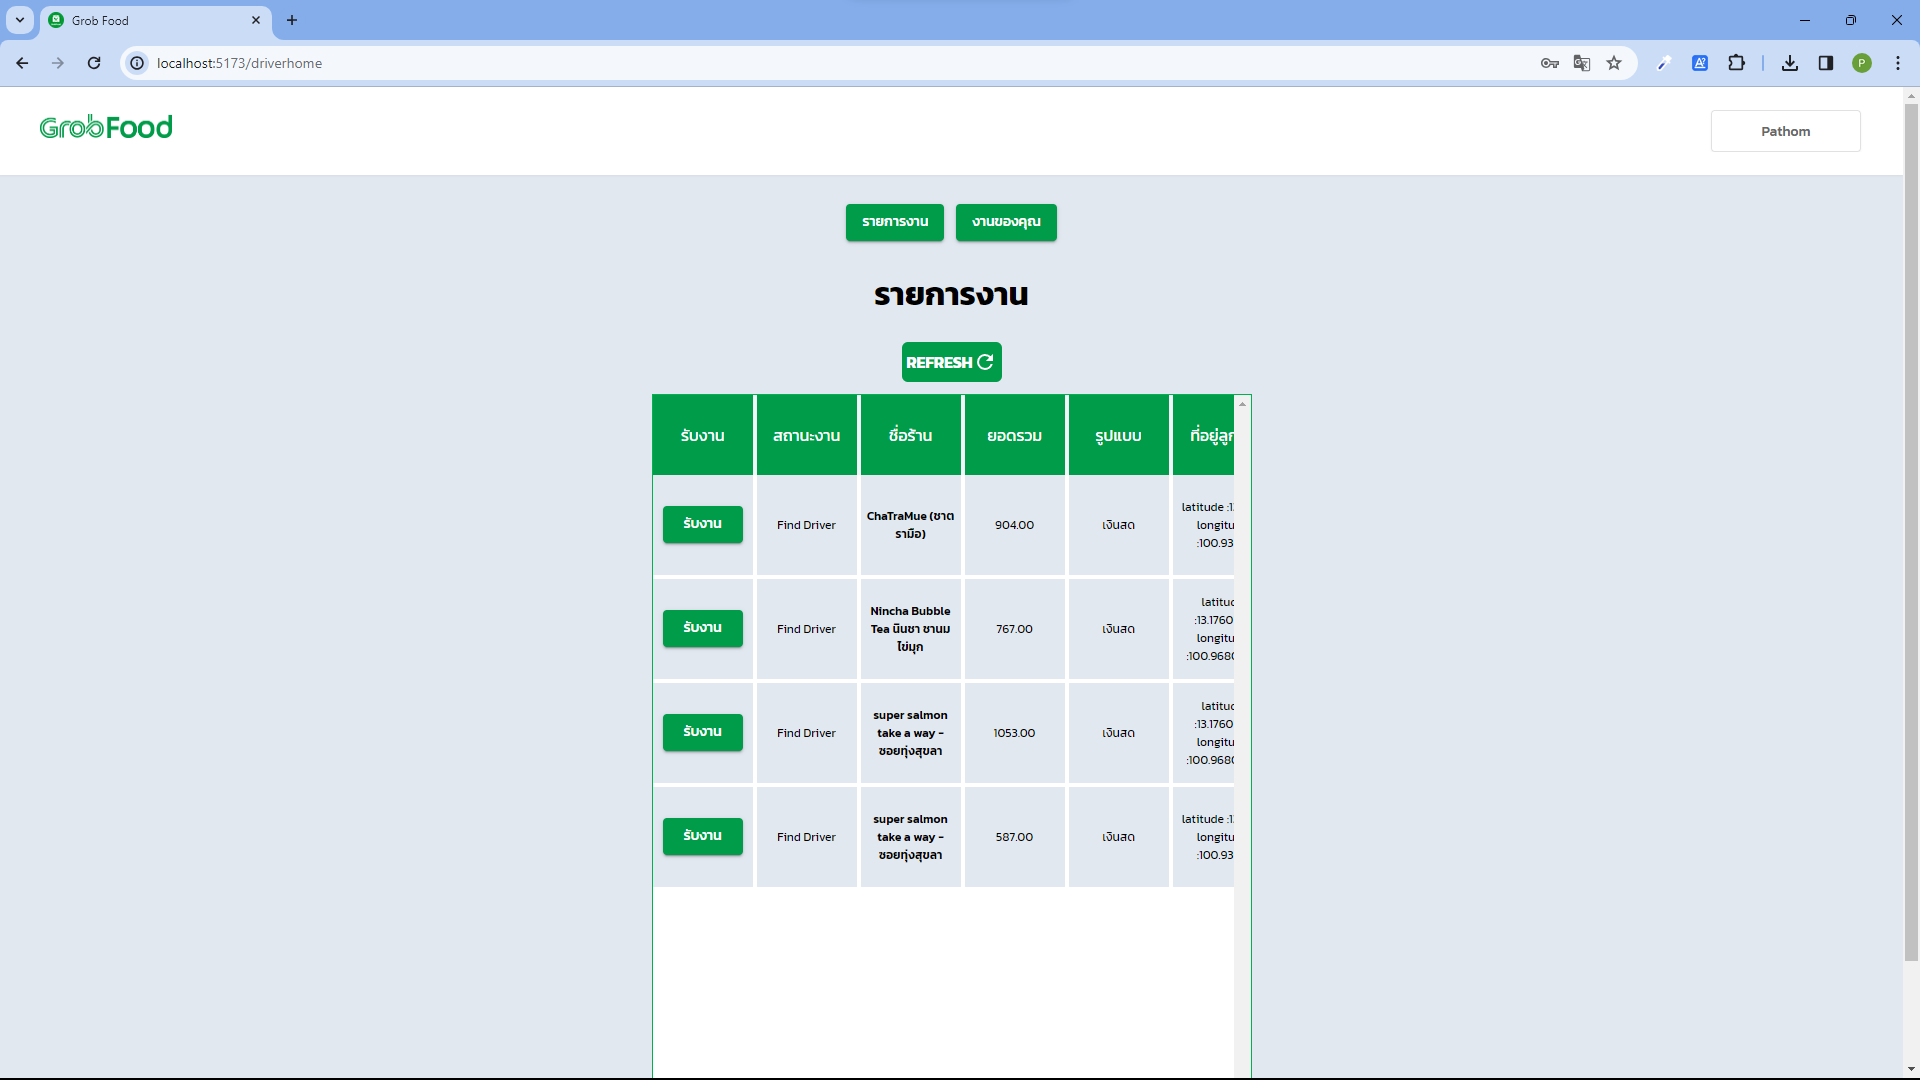 Grob Food
localhost:5173/driverhome
P
GrobFood
Pathom
รายการงาน
งานของคุณ
รายการงาน
REFRESH
รับงาน
สถานะงาน
ชื่อร้าน
ยอดรวม
รูปแบบ
ที่อยู่ลูก
รับงาน
Find Driver
ChaTraMue (ชาต
รามือ)
904.00
เงินสด
latitude :1
longitu
:100.93
รับงาน
Find Driver
Nincha Bubble
Tea นินชา ชานม
ไข่มุก
767.00
เงินสด
latitud
:13.1760
longitu
:100.968
รับงาน
Find Driver
super salmon
take a way -
ซอยทุ่งสุขลา
1053.00
เงินสด
latitud
:13.1760
longitu
:100.968
รับงาน
Find Driver
super salmon
take a way -
ซอยทุ่งสุขลา
587.00
เงินสด
latitude :1
longitu
:100.93